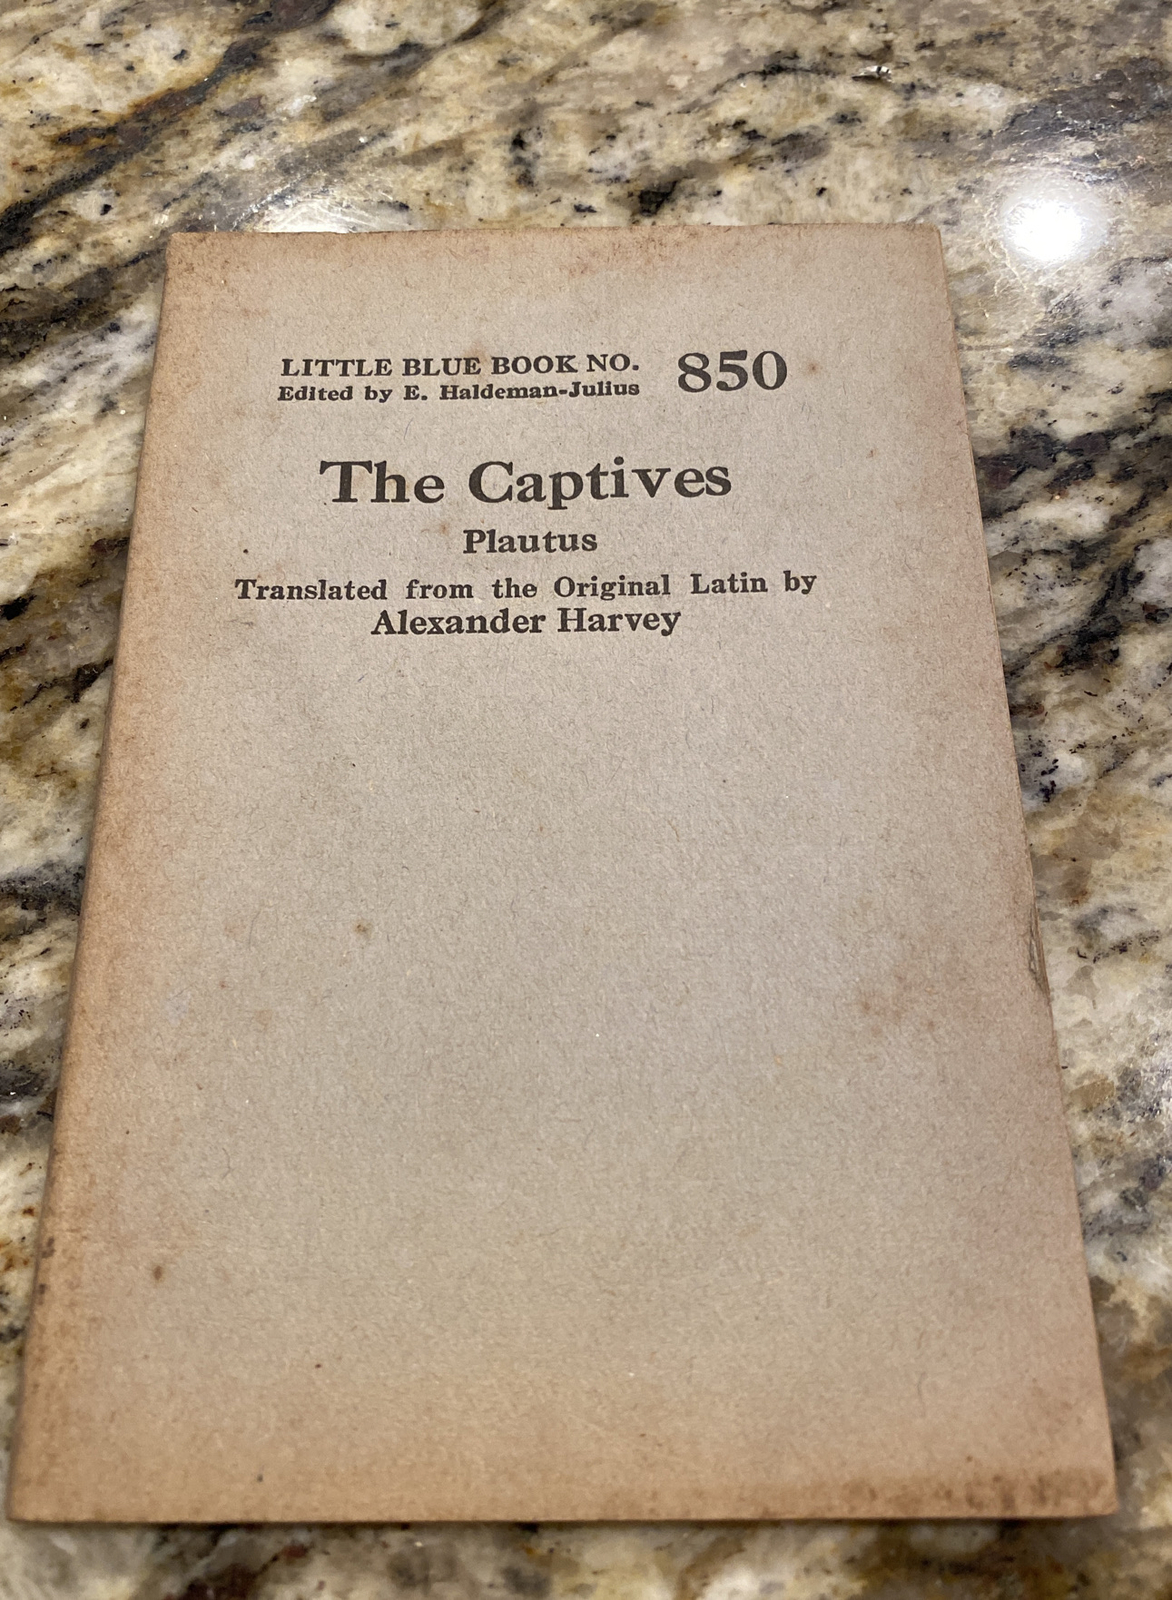 LITTLE BLUE BOOK NO. 850
Edited by E. Haldeman-Julius
The Captives
Plautus
Translated from the Original Latin by
Alexander Harvey